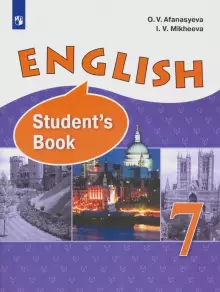 O. V. Afanasyeva
I. V. Mikheeva
ENGLISH
Student's
Book
7